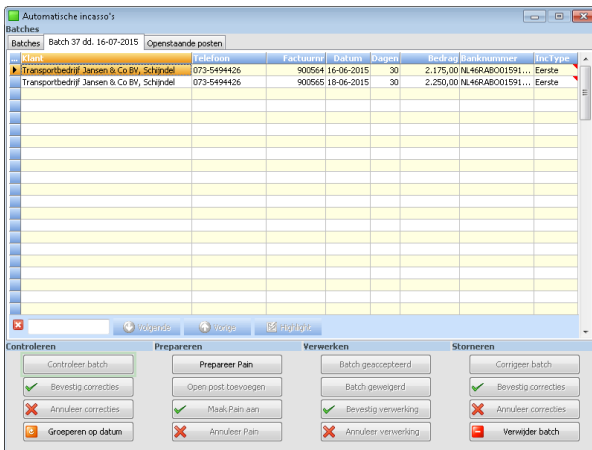 Automatische incasso's
Batches
Batches Batch 37 dd. 16-07-2015 Openstaande posten
... Klant Telefoon Factuurnr Datum Dagen Bedrag Banknummer IncType
Transportbedrijf Jansen & Co BV, Schijndel 073-5494426 900564 16-06-2015 30 2.175,00 NL46RABO01591... Eerste
Transportbedrijf Jansen & Co BV, Schijndel 073-5494426 900565 18-06-2015 30 2.250,00 NL46RABO01591... Eerste
Volgende Vorige Highlight
Controleren Prepareren Verwerken Storneren
Controleer batch Prepareer Pain Batch geaccepteerd Corrigeer batch
Bevestig correcties Open post toevoegen Batch geweigerd Bevestig correcties
Annuleer correcties Maak Pain aan Bevestig verwerking Annuleer correcties
Groeperen op datum Annuleer Pain Annuleer verwerking Verwijder batch